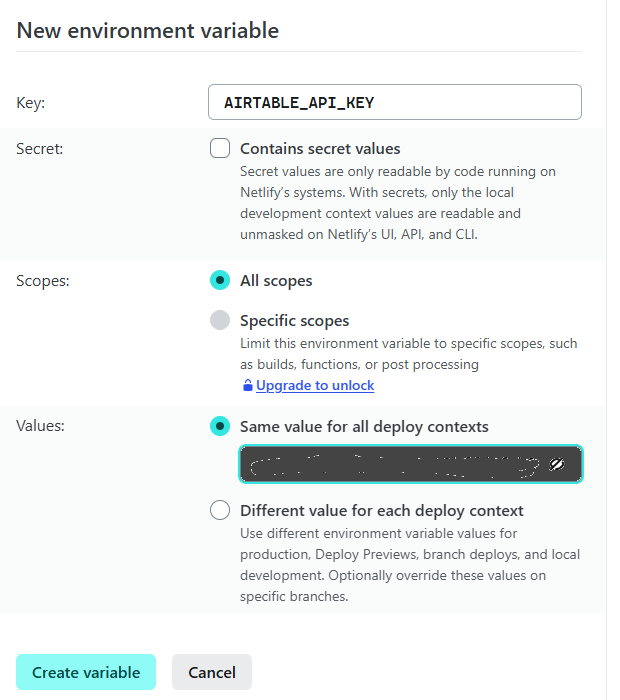 New environment variable
Key:
AIRTABLE_API_KEY
Secret:
Contains secret values
Secret values are only readable by code running on
Netlify's systems. With secrets, only the local
development context values are readable and
unmasked on Netlify's UI, API, and CLI.
Scopes:
All scopes
Specific scopes
Limit this environment variable to specific scopes, such
as builds, functions, or post processing
Upgrade to unlock
Values:
Same value for all deploy contexts
Different value for each deploy context
Use different environment variable values for
production, Deploy Previews, branch deploys, and local
development. Optionally override these values on
specific branches.
Create variable
Cancel